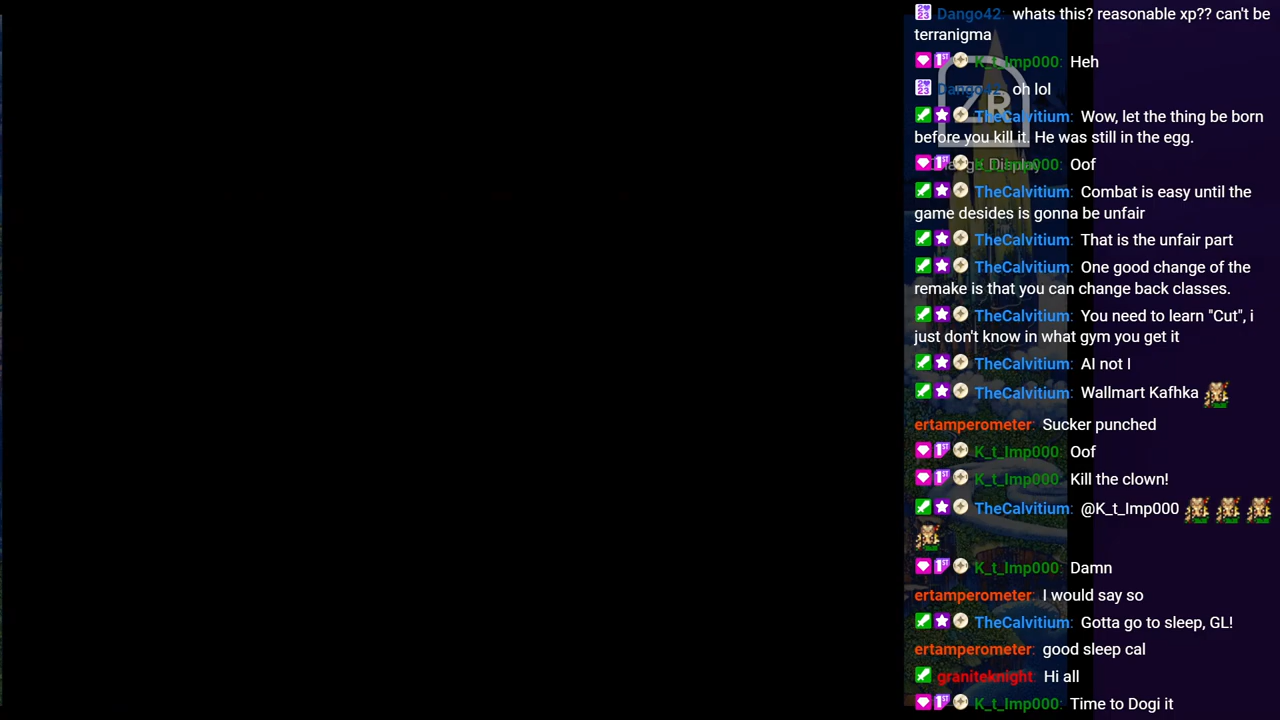 Dango42: whats this? reasonable xp?? can't be
terranigma
K_t_Imp000: Heh
Dango42: oh lol
TheCalvitium: Wow, let the thing be born
before you kill it. He was still in the egg.
K_t_Imp000: Oof
TheCalvitium: Combat is easy until the
game desides is gonna be unfair
TheCalvitium: That is the unfair part
TheCalvitium: One good change of the
remake is that you can change back classes.
TheCalvitium: You need to learn "Cut", i
just don't know in what gym you get it
TheCalvitium: AI not I
TheCalvitium: Wallmart Kafhka
ertamperometer: Sucker punched
K_t_Imp000: Oof
K_t_Imp000: Kill the clown!
TheCalvitium: @K_t_Imp000
K_t_Imp000: Damn
ertamperometer: I would say so
TheCalvitium: Gotta go to sleep, GL!
ertamperometer: good sleep cal
graniteknight: Hi all
K_t_Imp000: Time to Dogi it
ZR
Display